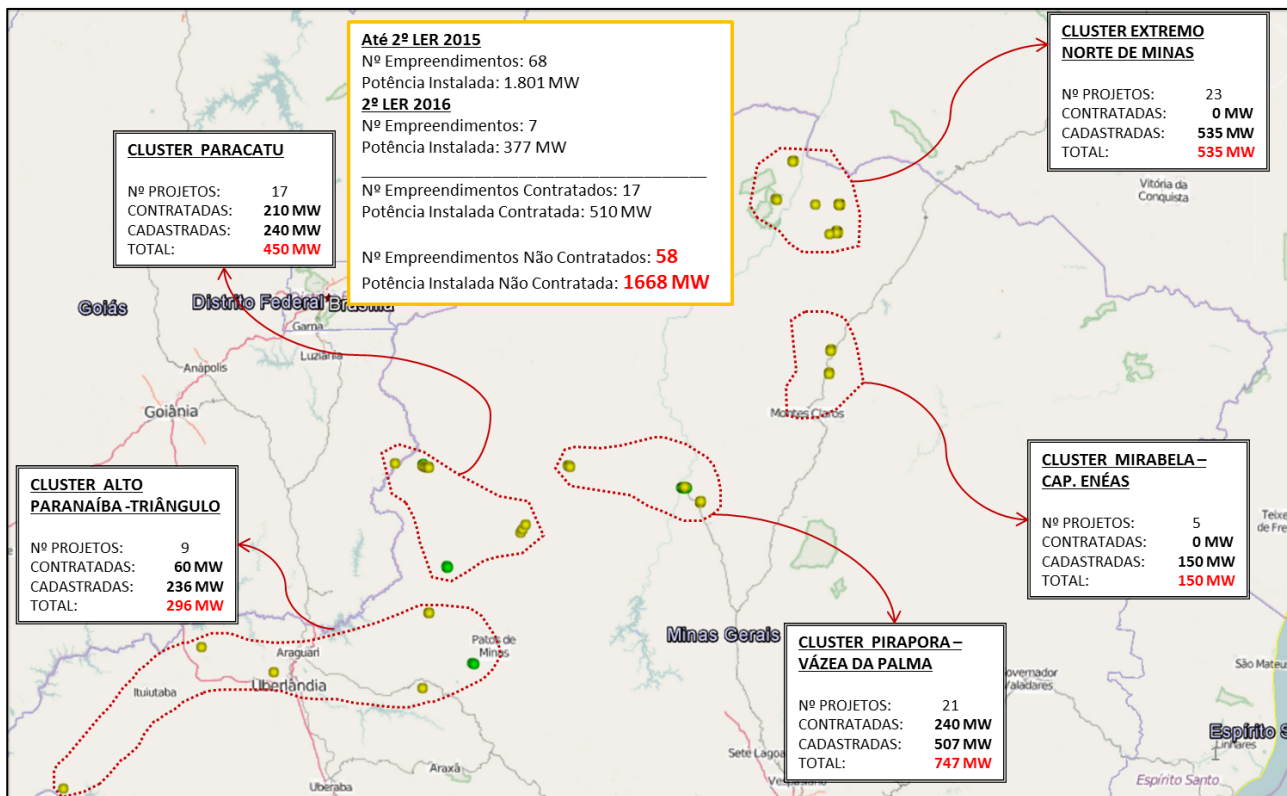 Até 2º LER 2015
Nº Empreendimentos: 68
Potência Instalada: 1.801 MW
2º LER 2016
Nº Empreendimentos: 7
Potência Instalada: 377 MW
Nº Empreendimentos Contratados: 17
Potência Instalada Contratada: 510 MW
Nº Empreendimentos Não Contratados: 58
Potência Instalada Não Contratada: 1668 MW
CLUSTER EXTREMO
NORTE DE MINAS
Nº PROJETOS: 23
CONTRATADAS: 0 MW
CADASTRADAS: 535 MW
TOTAL: 535 MW
CLUSTER PARACATU
Nº PROJETOS: 17
CONTRATADAS: 210 MW
CADASTRADAS: 240 MW
TOTAL: 450 MW
Vitória da
Conquista
Goiás
Distrito Federal
Brasília
Gama
Luziânia
Anápolis
Goiânia
Montes Claros
CLUSTER ALTO
PARANAÍBA -TRIÂNGULO
Nº PROJETOS: 9
CONTRATADAS: 60 MW
CADASTRADAS: 236 MW
TOTAL: 296 MW
CLUSTER MIRABELA –
CAP. ENÉAS
Nº PROJETOS: 5
CONTRATADAS: 0 MW
CADASTRADAS: 150 MW
TOTAL: 150 MW
Teixe
de Fre
Minas Gerais
CLUSTER PIRAPORA –
VÁZEA DA PALMA
Nº PROJETOS: 21
CONTRATADAS: 240 MW
CADASTRADAS: 507 MW
TOTAL: 747 MW
Patos de
Minas
Araguari
Uberlândia
Ituiutaba
Governador
Valadares
São Mateu
Espírito S
Linhares
Sete Lagoa
Araxá
Uberaba
Espírito Santo